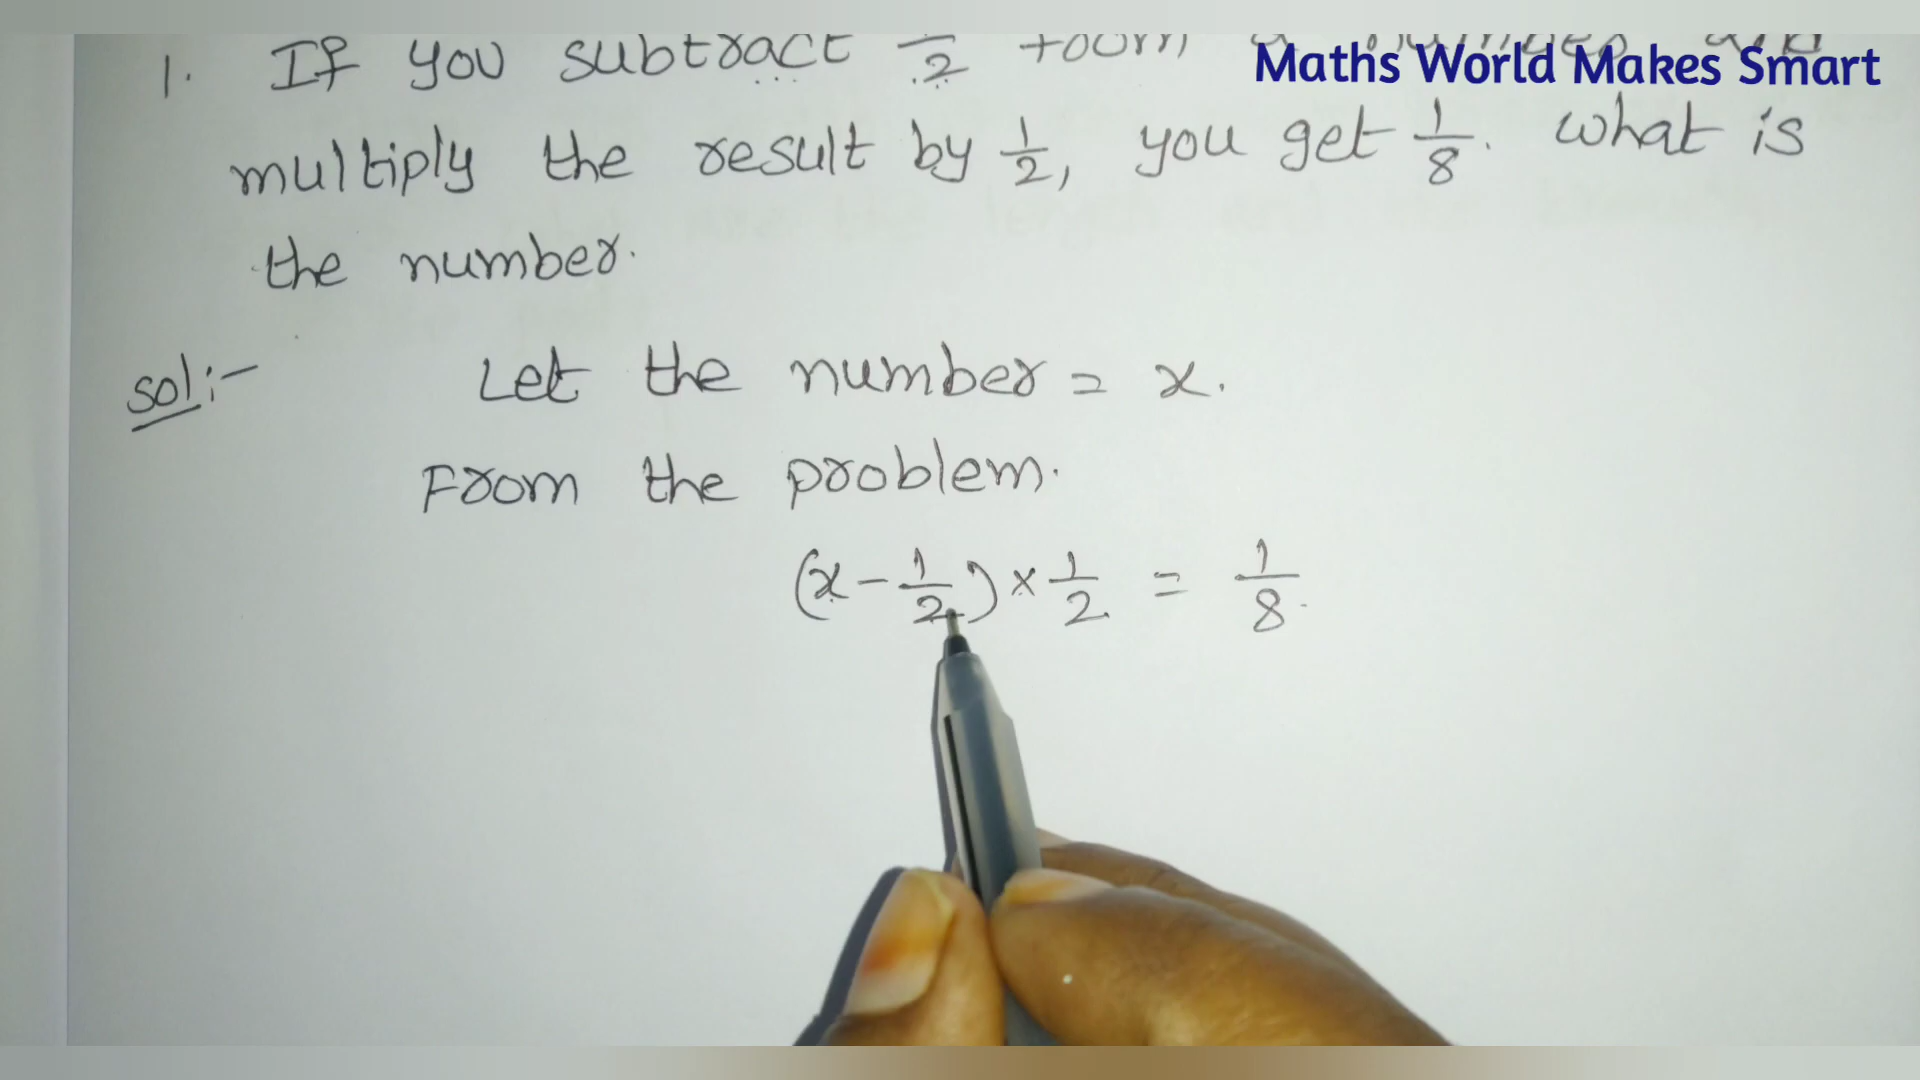 1. If you subtract 1/2 from a number and
Maths World Makes Smart
multiply the result by 1/2, you get 1/8. what is
the number.
sol:- Let the number = x.
From the problem.
(x - 1/2) × 1/2 = 1/8.